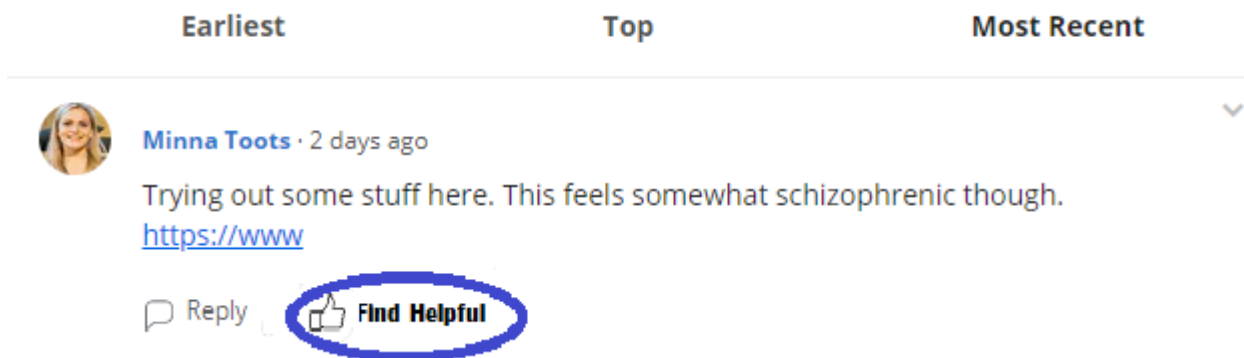 Earliest Top Most Recent
Minna Toots · 2 days ago
Trying out some stuff here. This feels somewhat schizophrenic though.
https://www
Reply Find Helpful